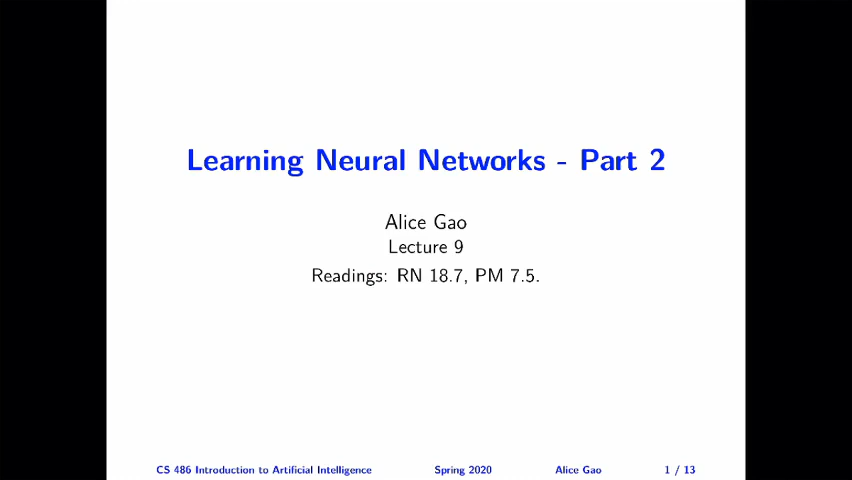 Learning Neural Networks - Part 2
Alice Gao
Lecture 9
Readings: RN 18.7, PM 7.5.
CS 486 Introduction to Artificial Intelligence Spring 2020 Alice Gao 1 / 13